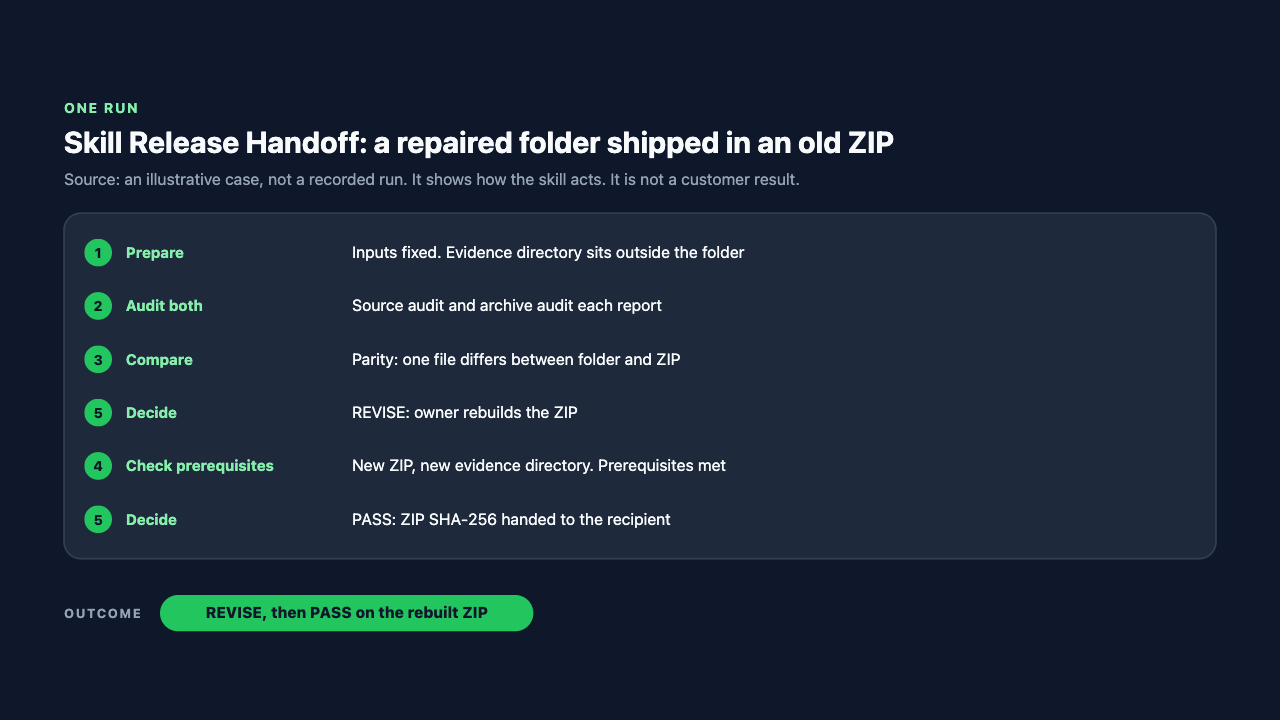 ONE RUN
Skill Release Handoff: a repaired folder shipped in an old ZIP
Source: an illustrative case, not a recorded run. It shows how the skill acts. It is not a customer result.
1 Prepare Inputs fixed. Evidence directory sits outside the folder
2 Audit both Source audit and archive audit each report
3 Compare Parity: one file differs between folder and ZIP
5 Decide REVISE: owner rebuilds the ZIP
4 Check prerequisites New ZIP, new evidence directory. Prerequisites met
5 Decide PASS: ZIP SHA-256 handed to the recipient
OUTCOME REVISE, then PASS on the rebuilt ZIP